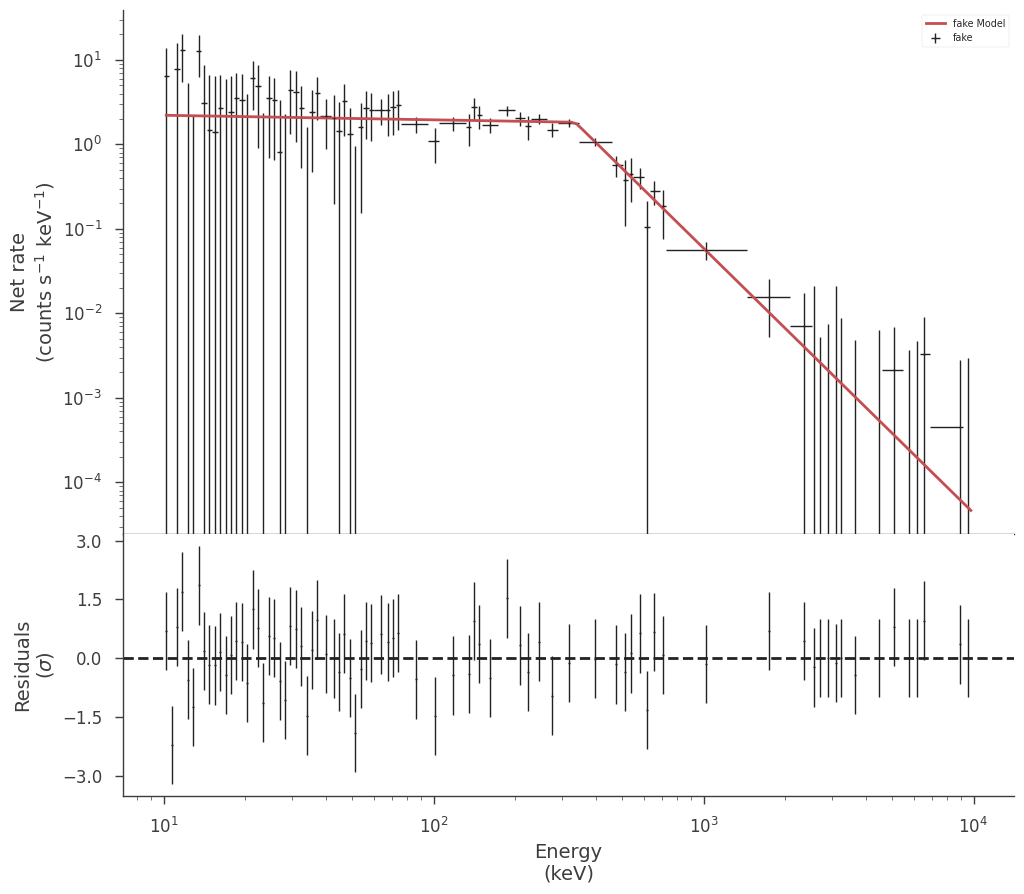 fake Model
fake
10¹
10⁰
10⁻¹
10⁻²
10⁻³
10⁻⁴
Net rate
(counts s⁻¹ keV⁻¹)
3.0
1.5
0.0
−1.5
−3.0
Residuals
(σ)
10¹
10²
10³
10⁴
Energy
(keV)